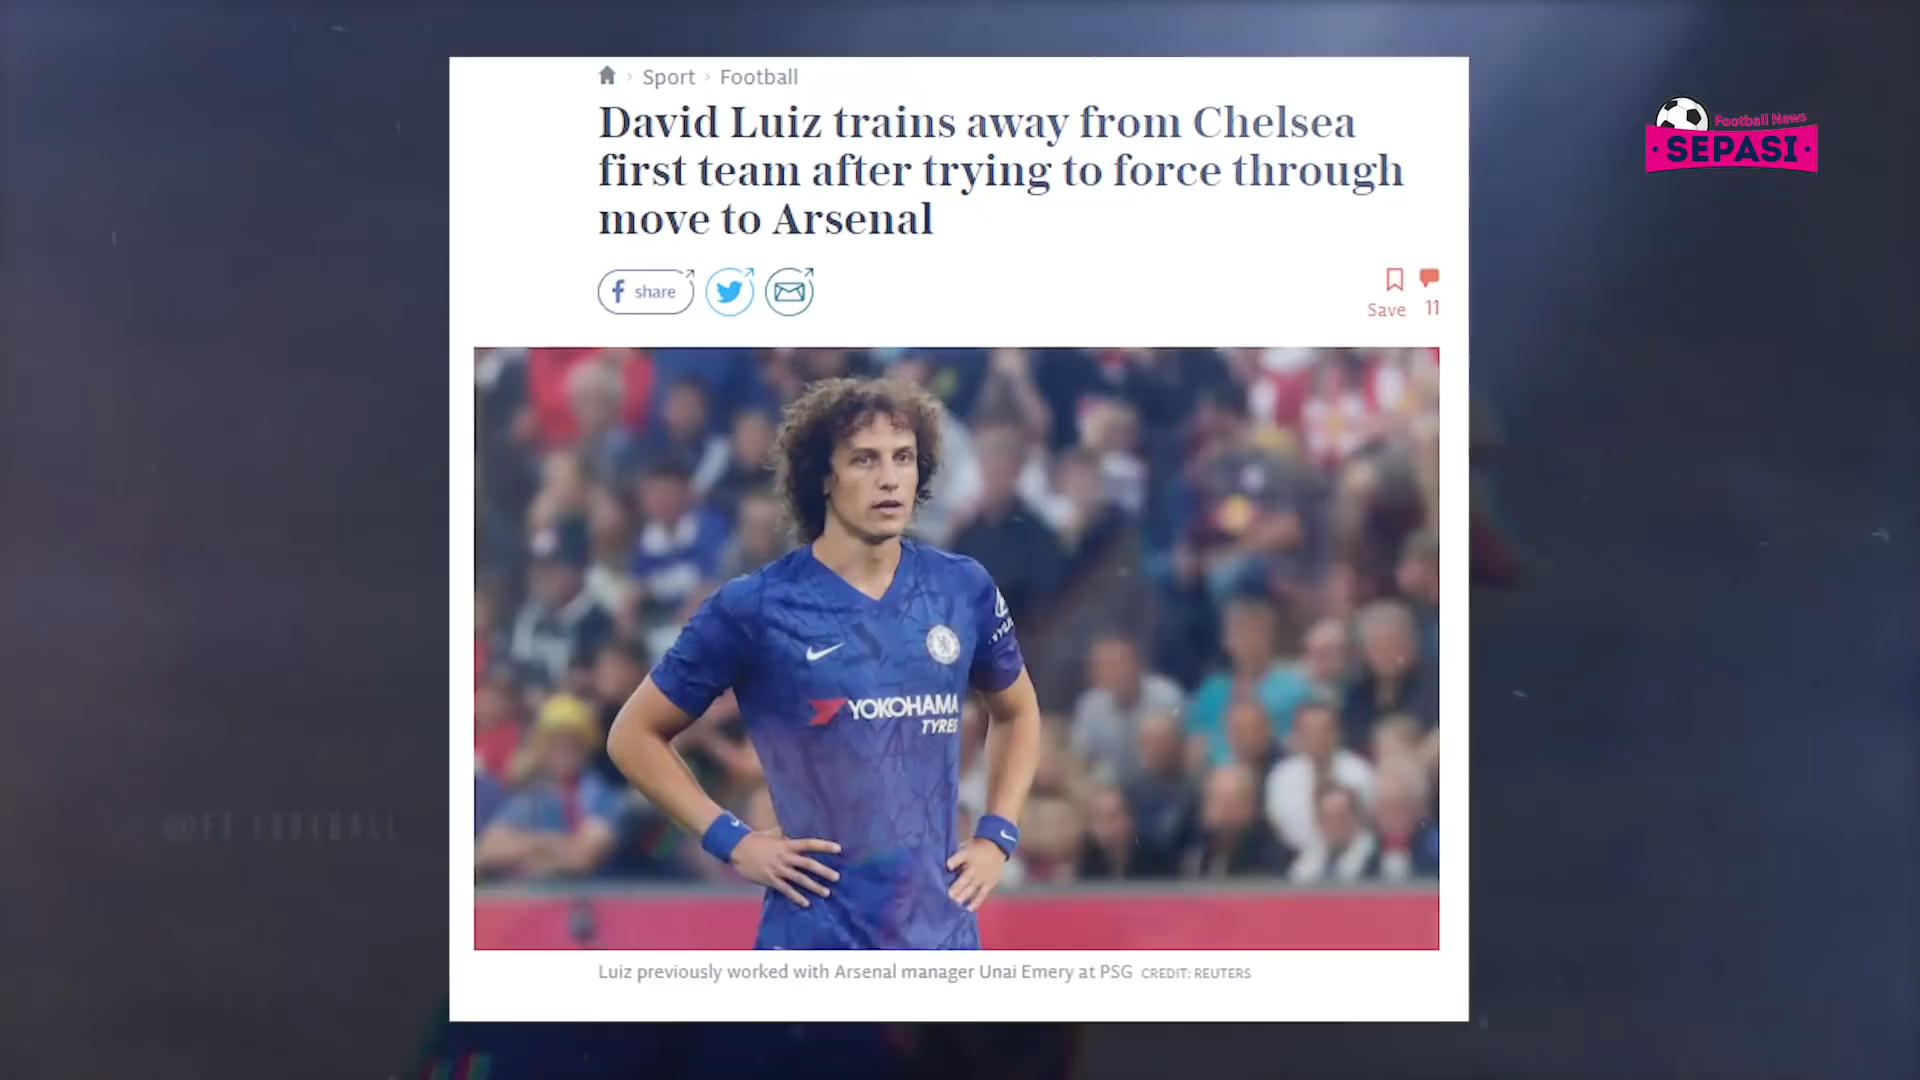 Sport › Football
David Luiz trains away from Chelsea
first team after trying to force through
move to Arsenal
Football News
• SEPASI •
share
Save 11
YOKOHAMA
TYRES
Luiz previously worked with Arsenal manager Unai Emery at PSG CREDIT: REUTERS
@FT FOOTBALL